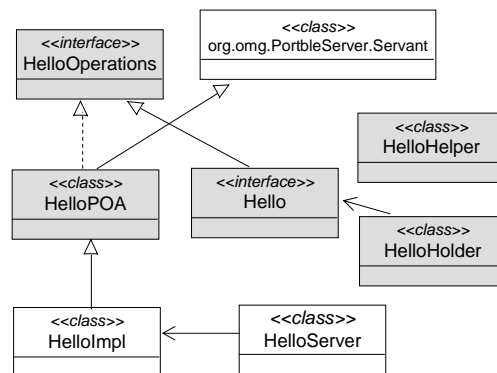 <<interface>>
HelloOperations
<<class>>
org.omg.PortbleServer.Servant
<<class>>
HelloHelper
<<class>>
HelloPOA
<<interface>>
Hello
<<class>>
HelloHolder
<<class>>
HelloImpl
<<class>>
HelloServer